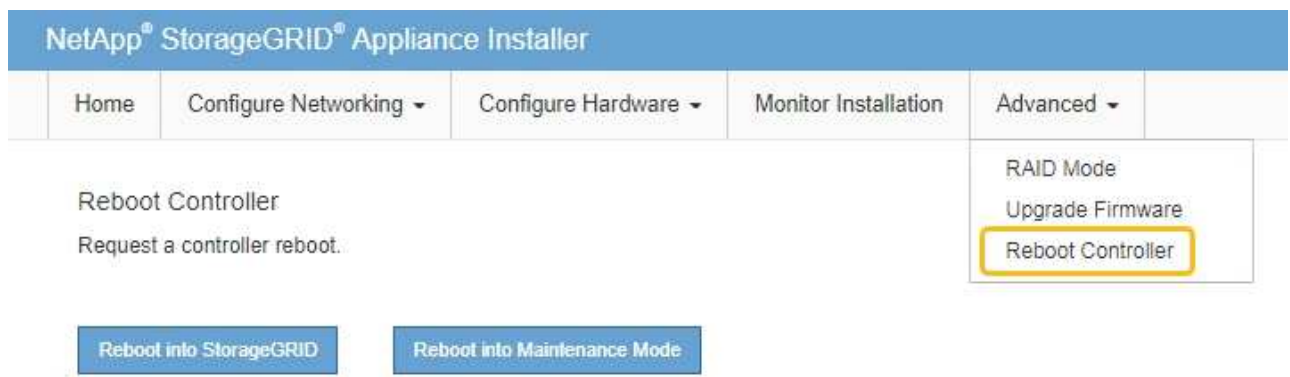 NetApp® StorageGRID® Appliance Installer
Home Configure Networking Configure Hardware Monitor Installation Advanced
RAID Mode
Upgrade Firmware
Reboot Controller
Reboot Controller
Request a controller reboot.
Reboot into StorageGRID Reboot into Maintenance Mode